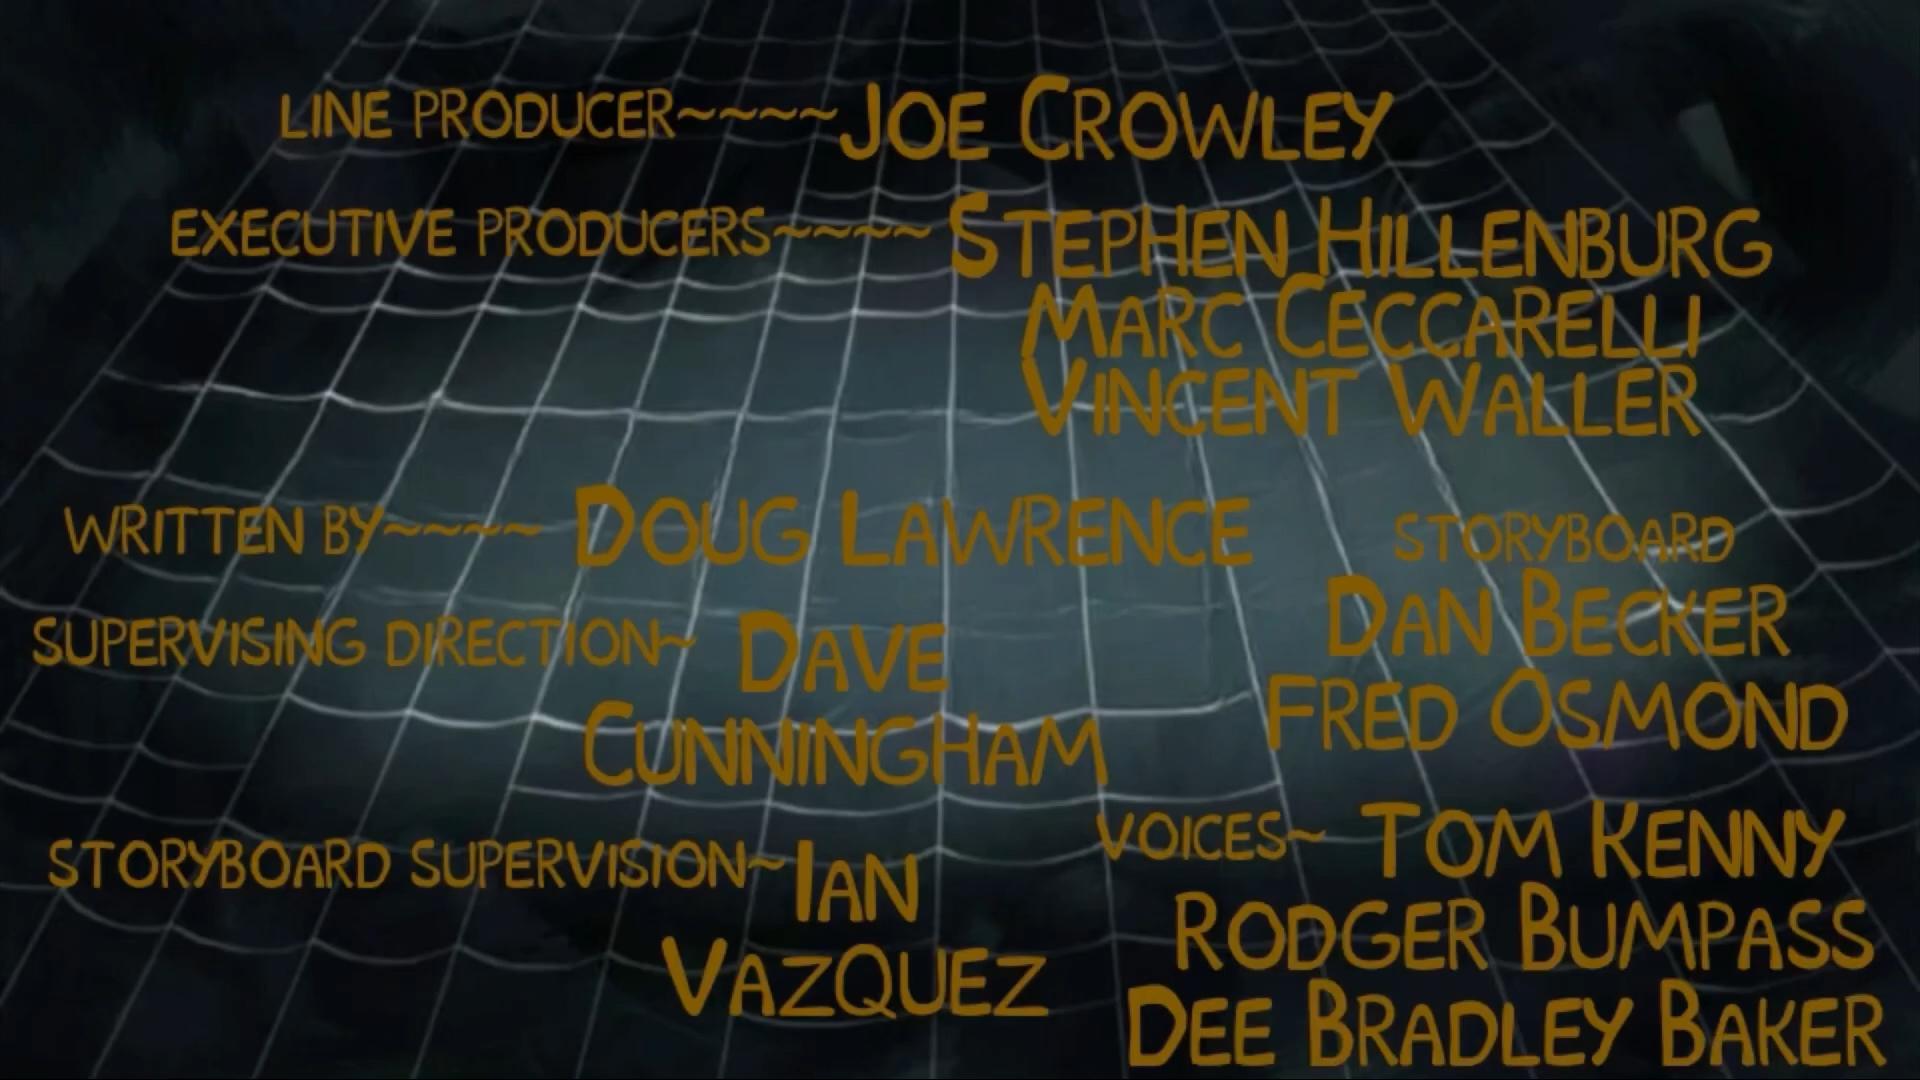 LINE PRODUCER~~~~JOE CROWLEY
EXECUTIVE PRODUCERS~~~~STEPHEN HILLENBURG
MARC CECCARELLI
VINCENT WALLER
WRITTEN BY~~~~ DOUG LAWRENCE
SUPERVISING DIRECTION~ DAVE
CUNNINGHAM
STORYBOARD SUPERVISION~IAN
VAZQUEZ
STORYBOARD
DAN BECKER
FRED OSMOND
VOICES~ TOM KENNY
RODGER BUMPASS
DEE BRADLEY BAKER